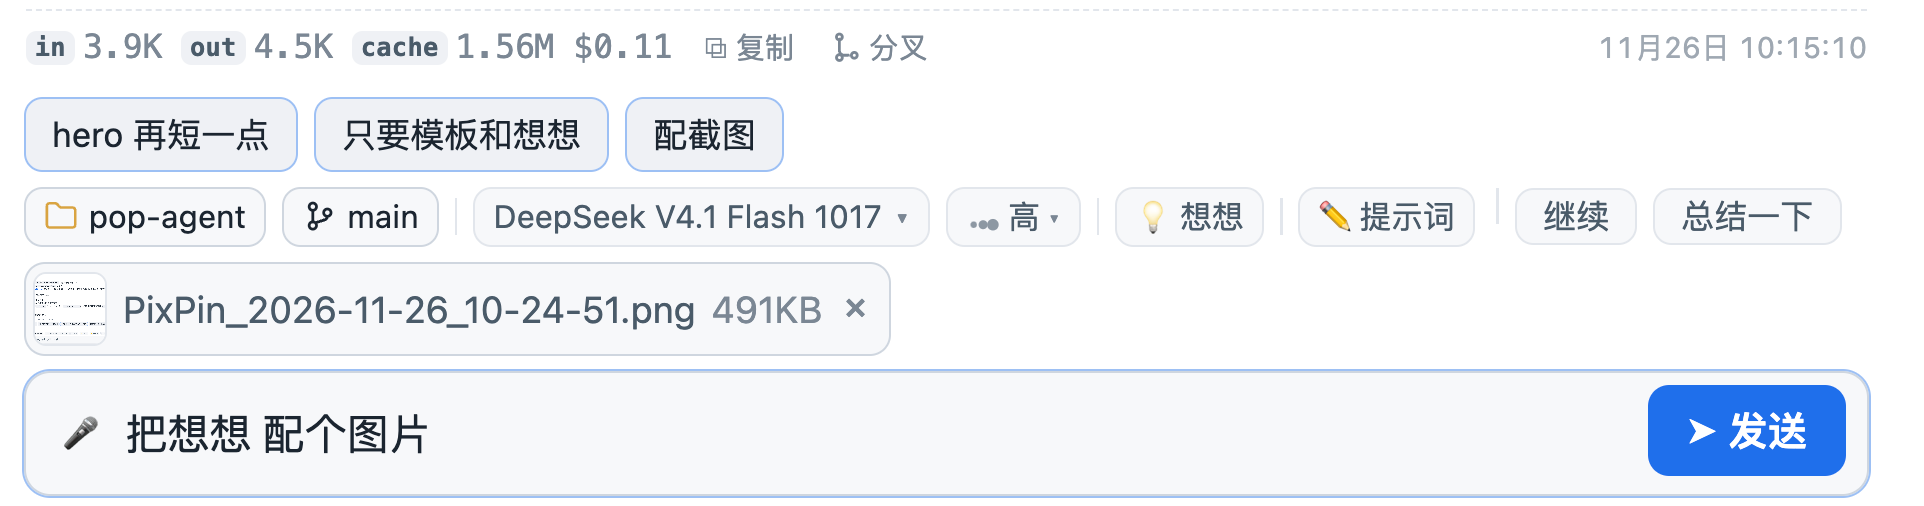 in 3.9K out 4.5K cache 1.56M $0.11 复制 分叉 11月26日 10:15:10
hero 再短一点 只要模板和想想 配截图
pop-agent main DeepSeek V4.1 Flash 1017 高 想想 提示词 继续 总结一下
PixPin_2026-11-26_10-24-51.png 491KB ×
把想想 配个图片 发送